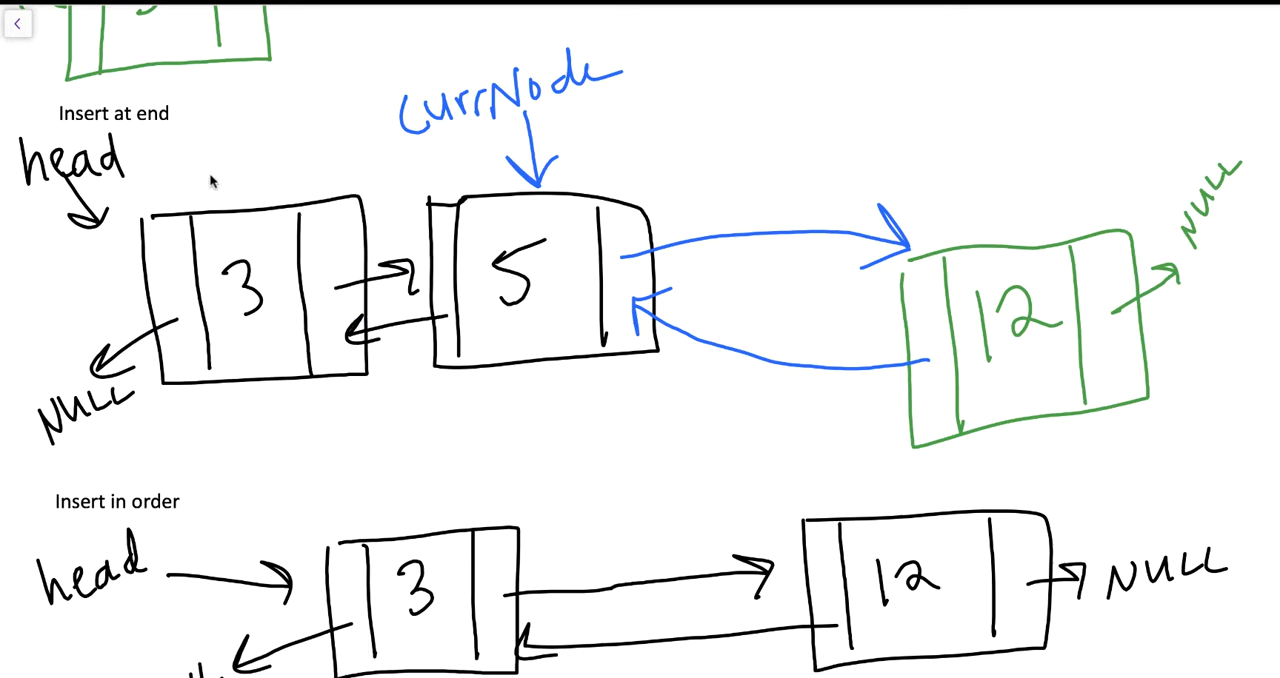 Insert at end
head
currNode
3
5
12
NULL
NULL
Insert in order
head
3
12
NULL